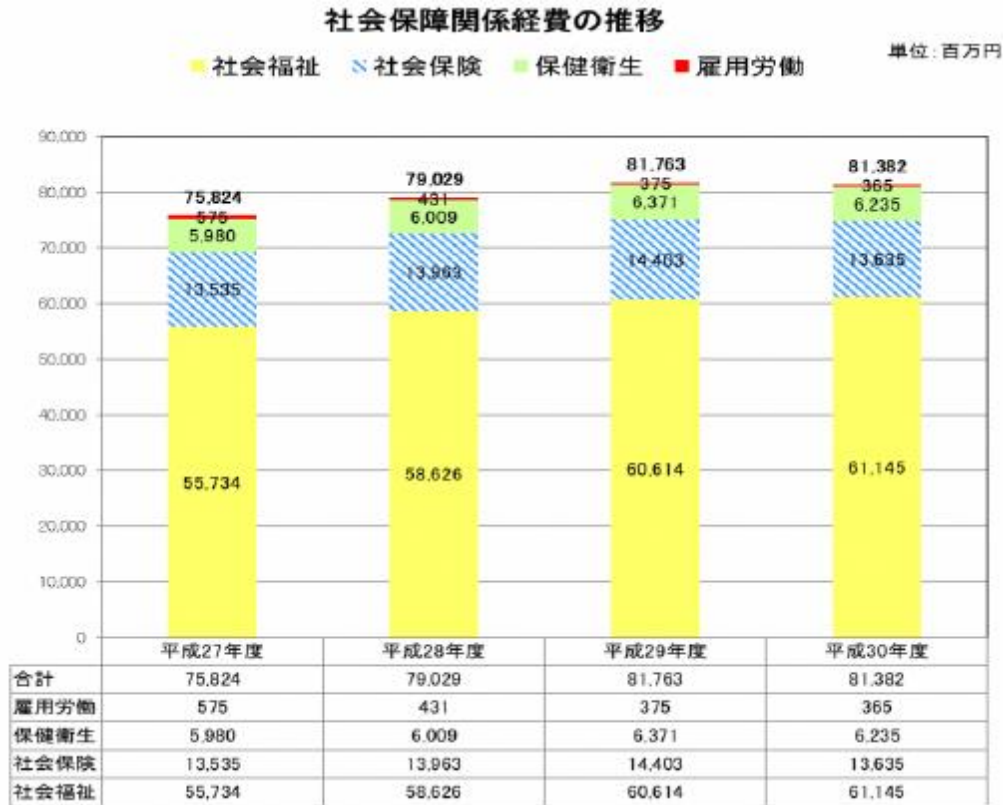 社会保障関係経費の推移
単位:百万円
社会福祉 社会保険 保健衛生 雇用労働
90,000
80,000
70,000
60,000
50,000
40,000
30,000
20,000
10,000
0
75,824 79,029 81,763 81,382
575 431 375 365
5,980 6,009 6,371 6,235
13,535 13,963 14,403 13,635
55,734 58,626 60,614 61,145
平成27年度 平成28年度 平成29年度 平成30年度
合計 75,824 79,029 81,763 81,382
雇用労働 575 431 375 365
保健衛生 5,980 6,009 6,371 6,235
社会保険 13,535 13,963 14,403 13,635
社会福祉 55,734 58,626 60,614 61,145